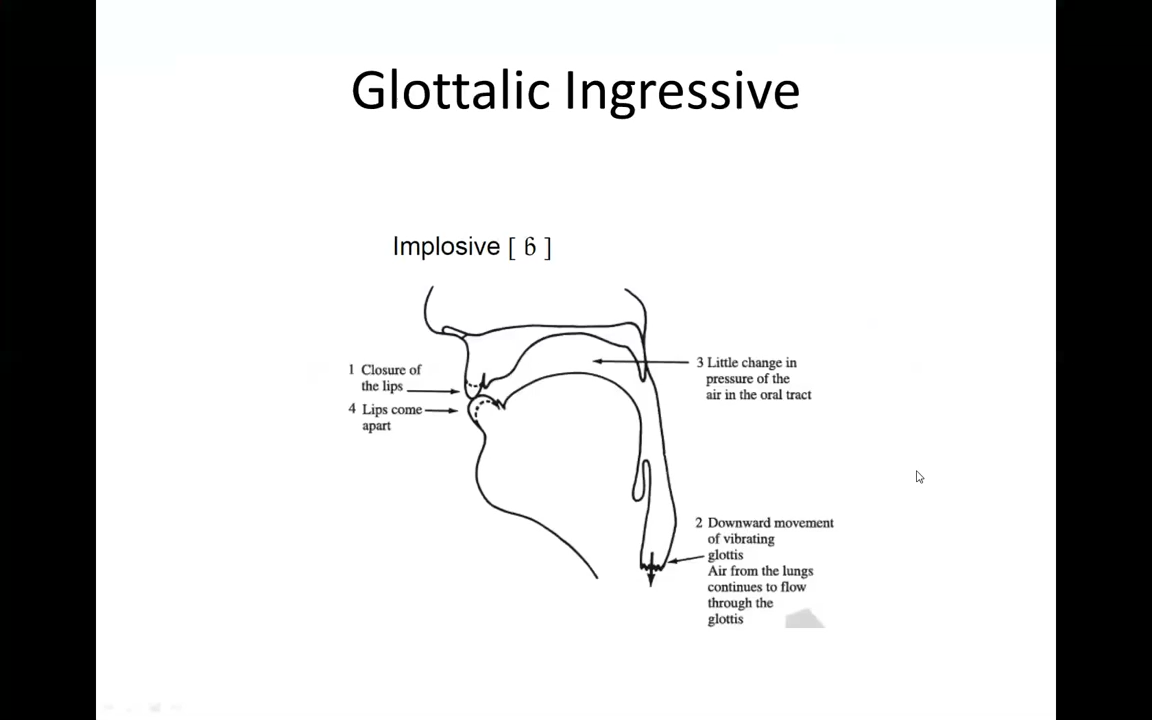 Glottalic Ingressive
Implosive [ ɓ ]
1 Closure of
the lips
4 Lips come
apart
3 Little change in
pressure of the
air in the oral tract
2 Downward movement
of vibrating
glottis
Air from the lungs
continues to flow
through the
glottis